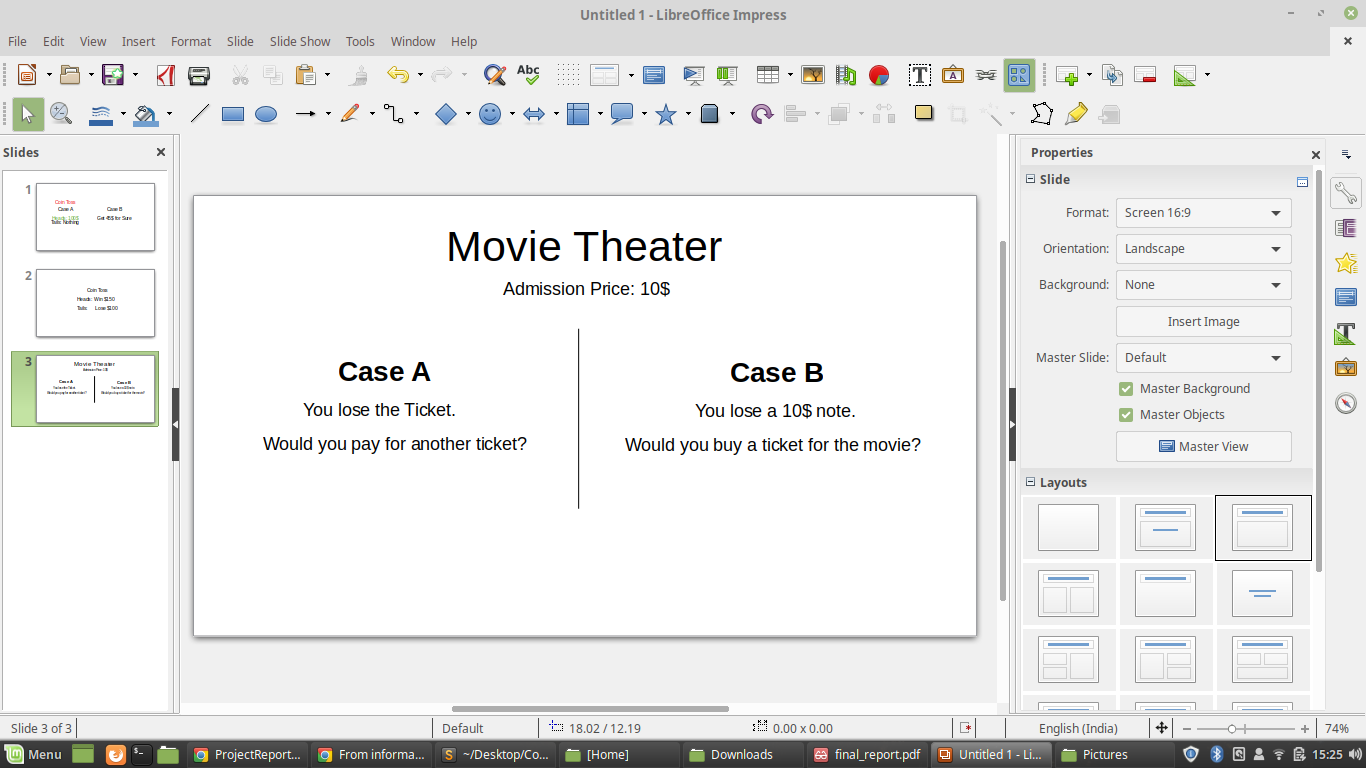 Untitled 1 - LibreOffice Impress
File Edit View Insert Format Slide Slide Show Tools Window Help
Abc
Slides
1
Coin Toss
Case A Case B
Heads: 100$ Get 45$ for Sure
Tails: Nothing
2
Coin Toss
Heads: Win $150
Tails: Lose $100
3
Movie Theater
Admission Price: 10$
Case A Case B
You lose the Ticket. You lose a 10$ note.
Would you pay for another ticket? Would you buy a ticket for the movie?
Movie Theater
Admission Price: 10$
Case A
You lose the Ticket.
Would you pay for another ticket?
Case B
You lose a 10$ note.
Would you buy a ticket for the movie?
Properties
Slide
Format: Screen 16:9
Orientation: Landscape
Background: None
Insert Image
Master Slide: Default
Master Background
Master Objects
Master View
Layouts
Slide 3 of 3 Default 18.02 / 12.19 0.00 x 0.00 English (India) 74%
Menu ProjectReport... From informa... ~/Desktop/Co... [Home] Downloads final_report.pdf Untitled 1 - Li... Pictures 15:25